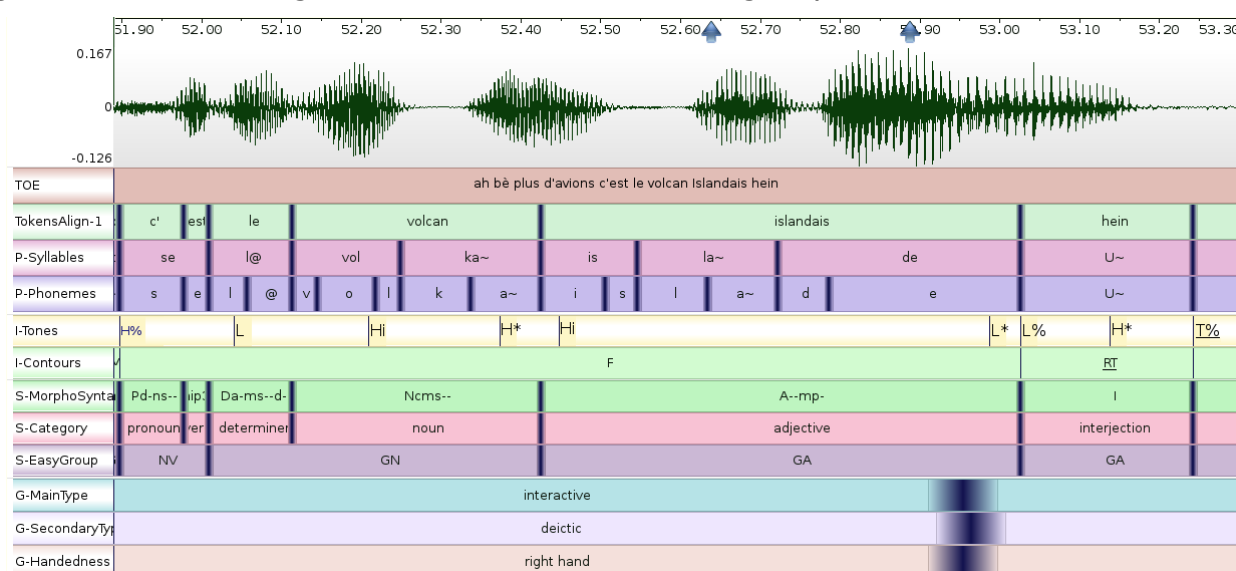 51.90 52.00 52.10 52.20 52.30 52.40 52.50 52.60 52.70 52.80 52.90 53.00 53.10 53.20 53.30
0.167
0
-0.126
TOE ah bè plus d'avions c'est le volcan Islandais hein
TokensAlign-1 c' est le volcan islandais hein
P-Syllables se l@ vol ka~ is la~ de U~
P-Phonemes s e l @ v o l k a~ i s l a~ d e U~
I-Tones H% L Hi H* Hi L* L% H* T%
I-Contours F RT
S-MorphoSynta Pd-ns-- Da-ms--d- Ncms-- A--mp- I
S-Category pronoun ver determiner noun adjective interjection
S-EasyGroup NV GN GA GA
G-MainType interactive
G-SecondaryTyp deictic
G-Handedness right hand